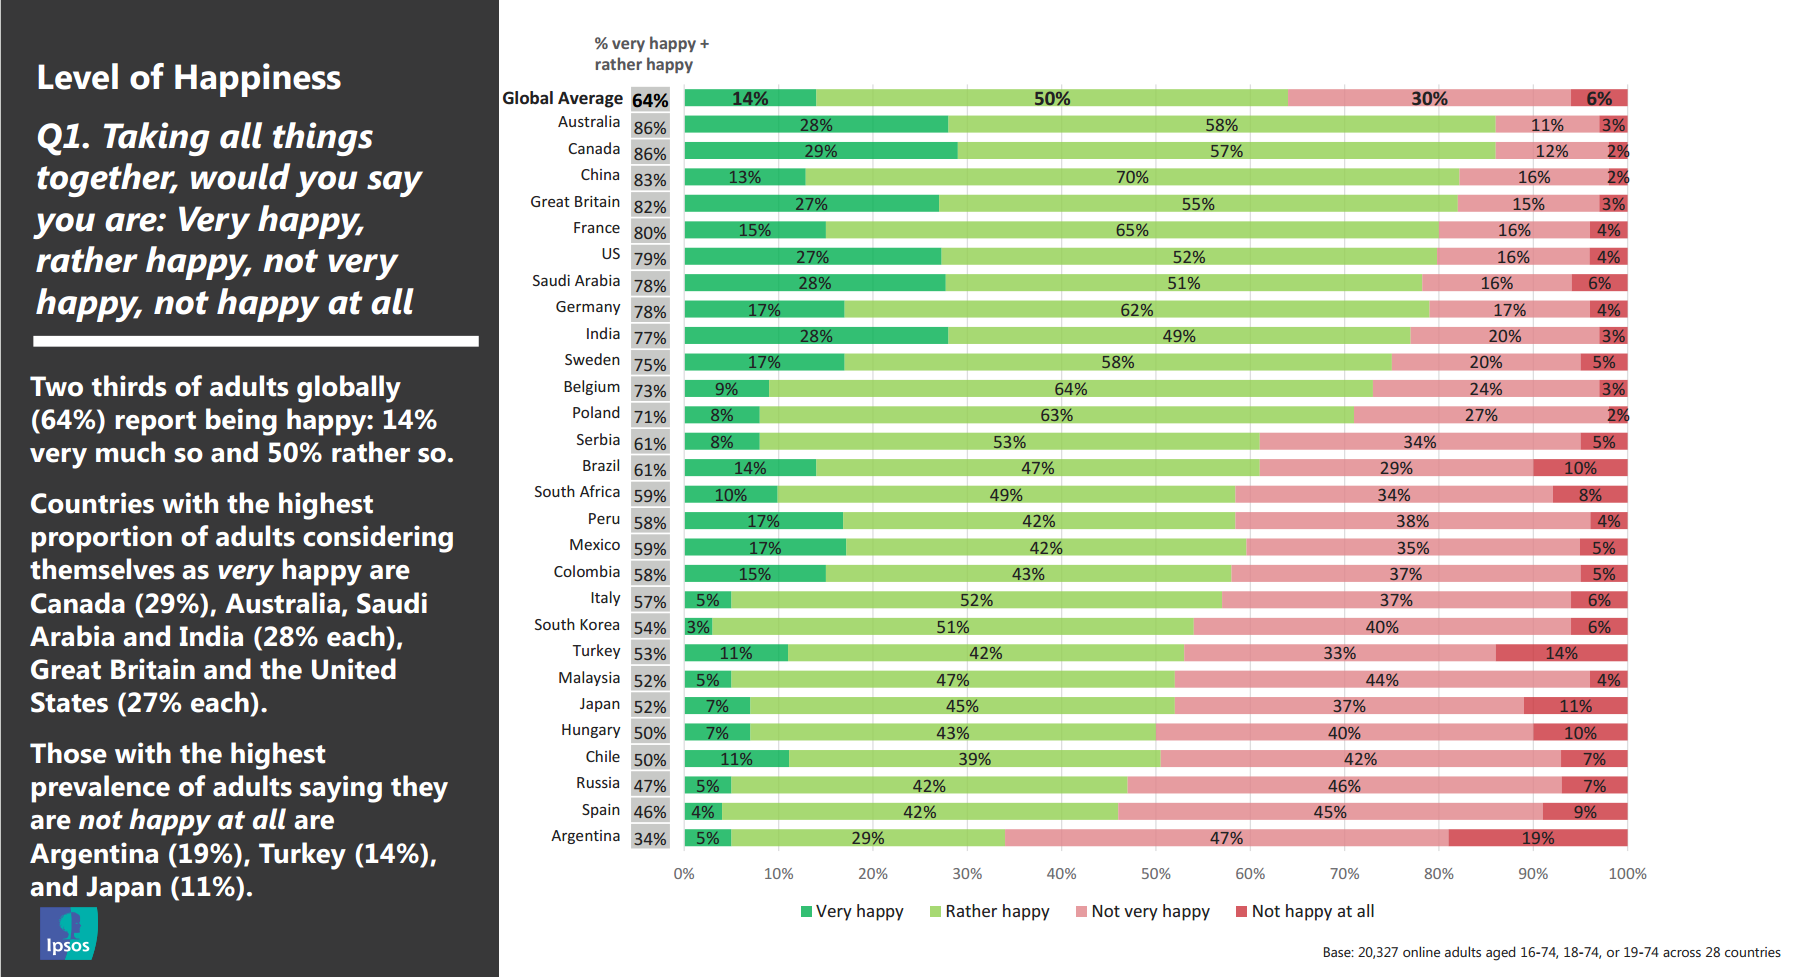 Level of Happiness
Q1. Taking all things
together, would you say
you are: Very happy,
rather happy, not very
happy, not happy at all
Two thirds of adults globally
(64%) report being happy: 14%
very much so and 50% rather so.
Countries with the highest
proportion of adults considering
themselves as very happy are
Canada (29%), Australia, Saudi
Arabia and India (28% each),
Great Britain and the United
States (27% each).
Those with the highest
prevalence of adults saying they
are not happy at all are
Argentina (19%), Turkey (14%),
and Japan (11%).
Ipsos
% very happy +
rather happy
Global Average 64% 14% 50% 30% 6%
Australia 86% 28% 58% 11% 3%
Canada 86% 29% 57% 12% 2%
China 83% 13% 70% 16% 2%
Great Britain 82% 27% 55% 15% 3%
France 80% 15% 65% 16% 4%
US 79% 27% 52% 16% 4%
Saudi Arabia 78% 28% 51% 16% 6%
Germany 78% 17% 62% 17% 4%
India 77% 28% 49% 20% 3%
Sweden 75% 17% 58% 20% 5%
Belgium 73% 9% 64% 24% 3%
Poland 71% 8% 63% 27% 2%
Serbia 61% 8% 53% 34% 5%
Brazil 61% 14% 47% 29% 10%
South Africa 59% 10% 49% 34% 8%
Peru 58% 17% 42% 38% 4%
Mexico 59% 17% 42% 35% 5%
Colombia 58% 15% 43% 37% 5%
Italy 57% 5% 52% 37% 6%
South Korea 54% 3% 51% 40% 6%
Turkey 53% 11% 42% 33% 14%
Malaysia 52% 5% 47% 44% 4%
Japan 52% 7% 45% 37% 11%
Hungary 50% 7% 43% 40% 10%
Chile 50% 11% 39% 42% 7%
Russia 47% 5% 42% 46% 7%
Spain 46% 4% 42% 45% 9%
Argentina 34% 5% 29% 47% 19%
0% 10% 20% 30% 40% 50% 60% 70% 80% 90% 100%
Very happy Rather happy Not very happy Not happy at all
Base: 20,327 online adults aged 16-74, 18-74, or 19-74 across 28 countries